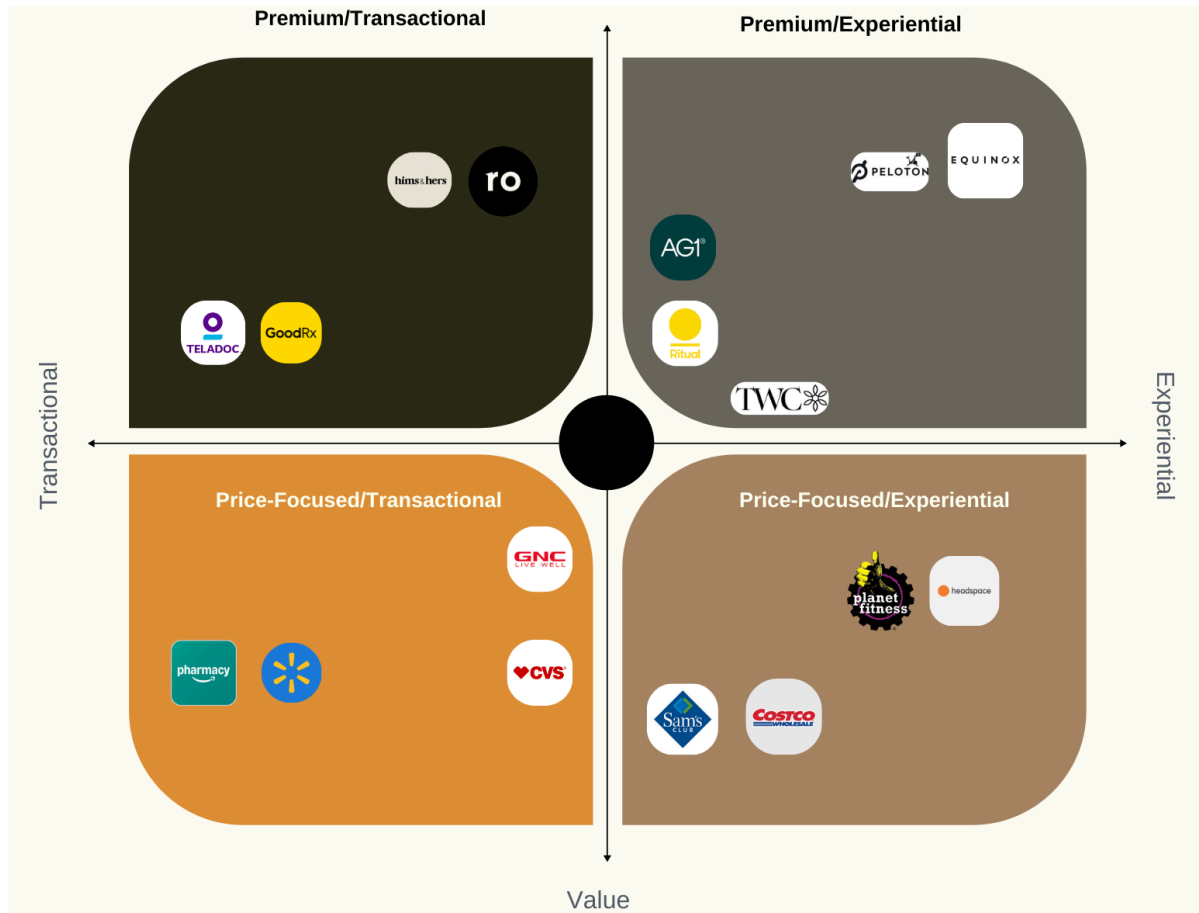 Premium/Transactional
Premium/Experiential
hims&hers
ro
PELOTON
EQUINOX
AG1®
TELADOC
GoodRx
Ritual
TWC
Transactional
Experiential
Price-Focused/Transactional
Price-Focused/Experiential
GNC
LIVE WELL
planet
fitness
headspace
pharmacy
CVS
Sam's
CLUB
COSTCO
WHOLESALE
Value